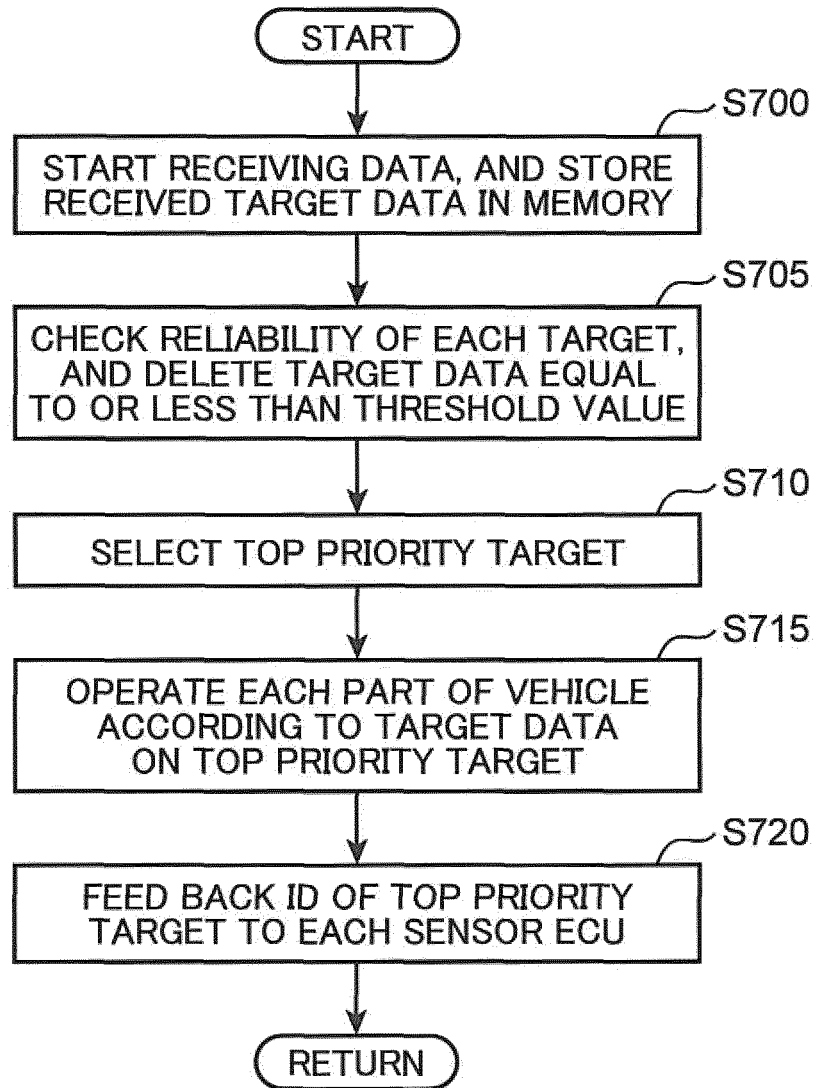 START
S700
START RECEIVING DATA, AND STORE
RECEIVED TARGET DATA IN MEMORY
S705
CHECK RELIABILITY OF EACH TARGET,
AND DELETE TARGET DATA EQUAL
TO OR LESS THAN THRESHOLD VALUE
S710
SELECT TOP PRIORITY TARGET
S715
OPERATE EACH PART OF VEHICLE
ACCORDING TO TARGET DATA
ON TOP PRIORITY TARGET
S720
FEED BACK ID OF TOP PRIORITY
TARGET TO EACH SENSOR ECU
RETURN